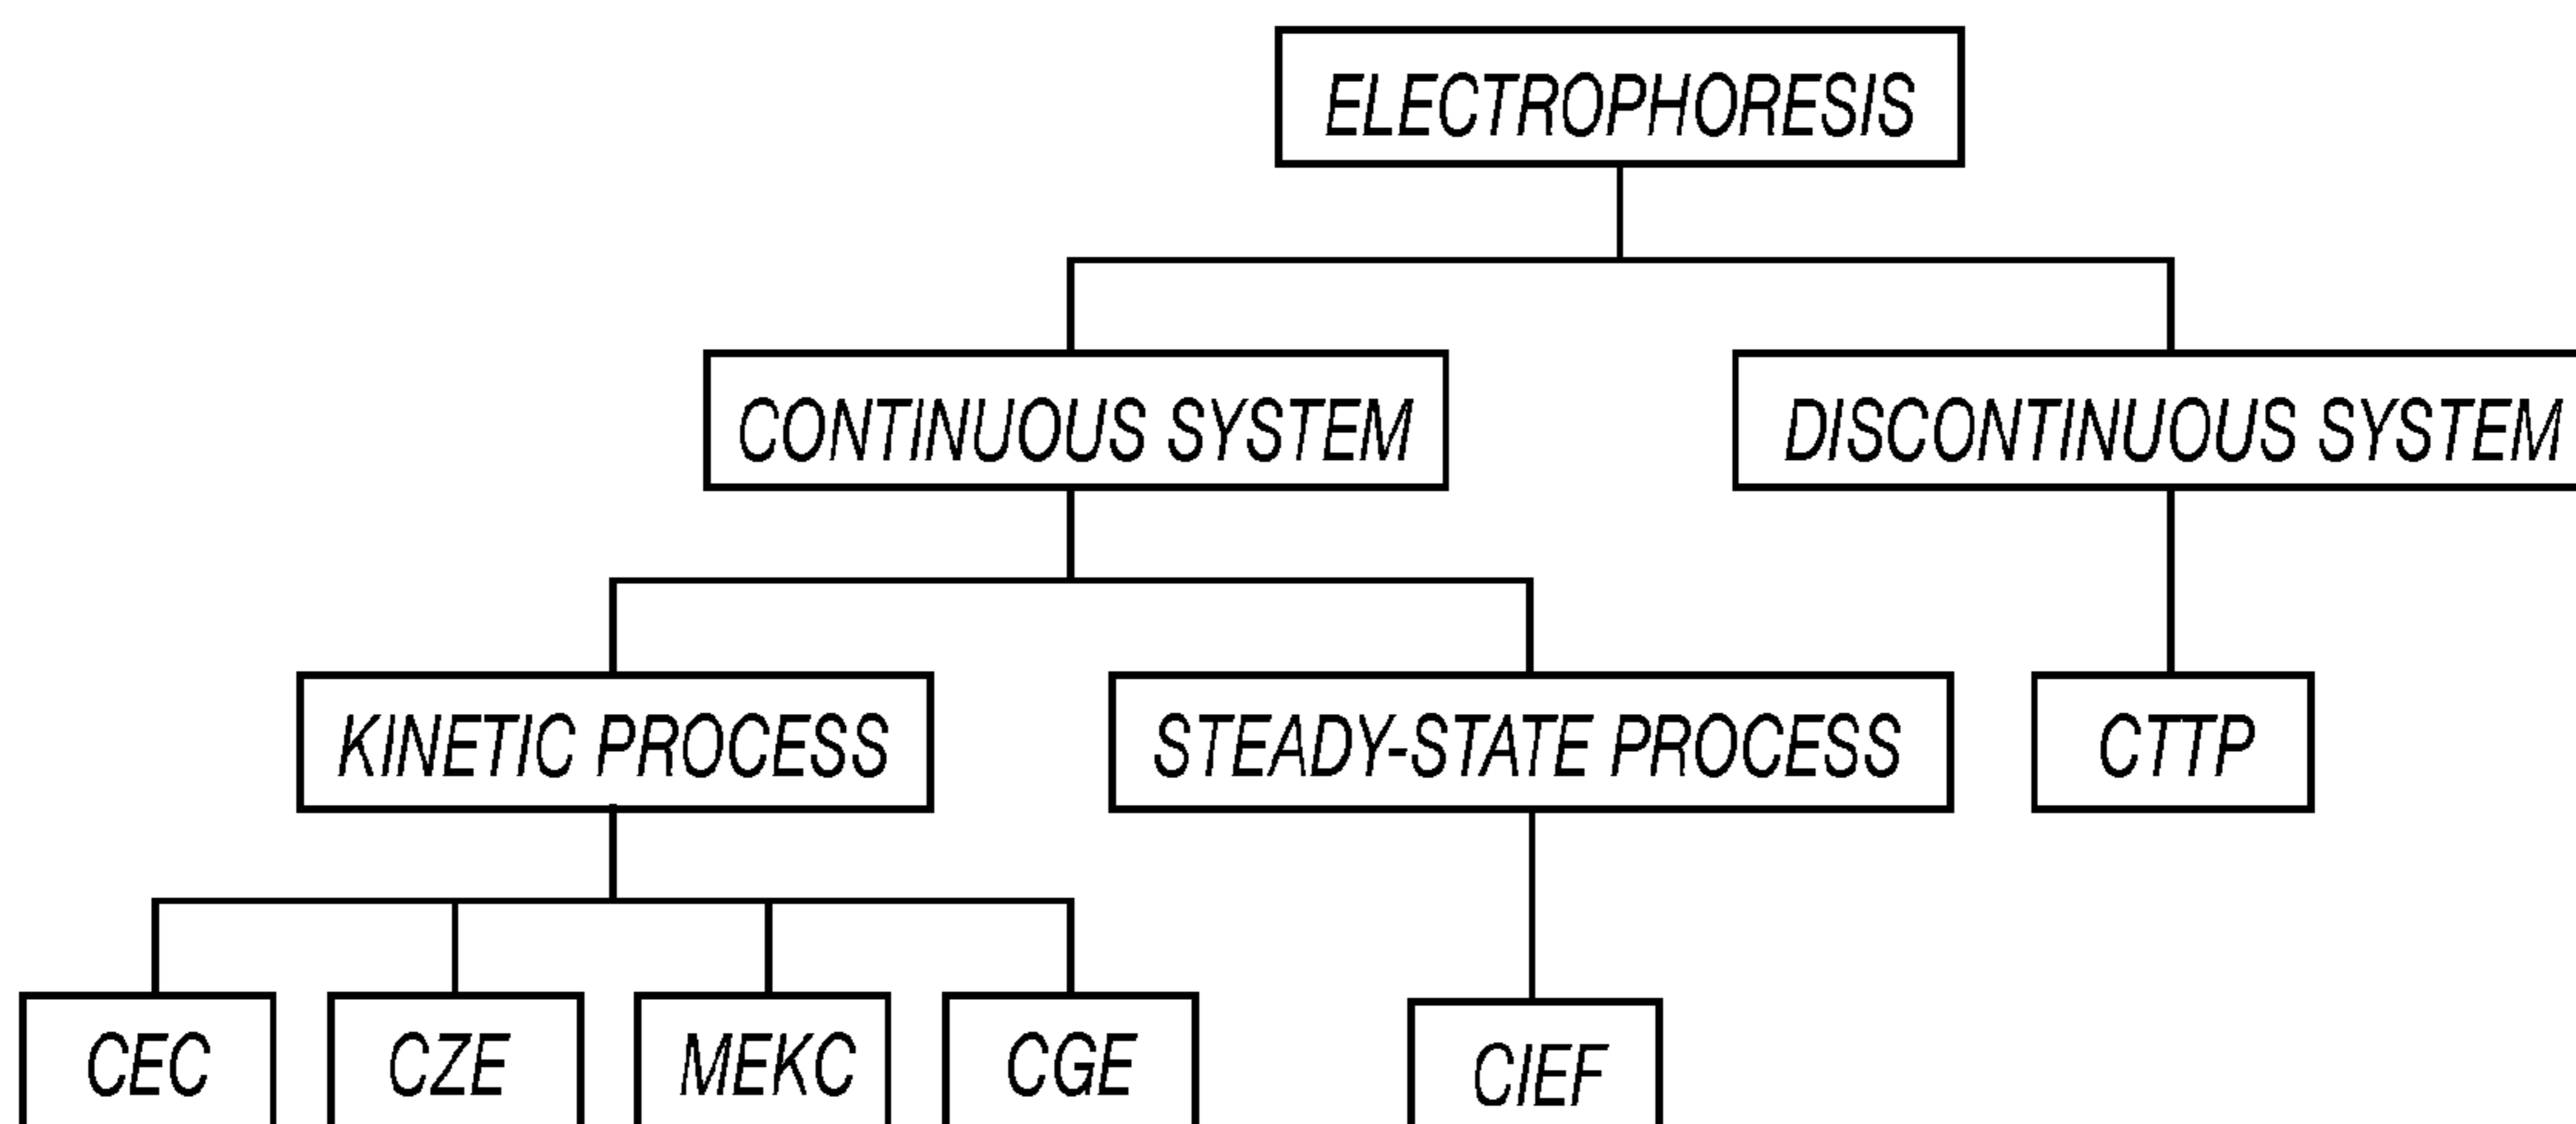 ELECTROPHORESIS
CONTINUOUS SYSTEM
DISCONTINUOUS SYSTEM
KINETIC PROCESS
STEADY-STATE PROCESS
CTTP
CEC
CZE
MEKC
CGE
CIEF